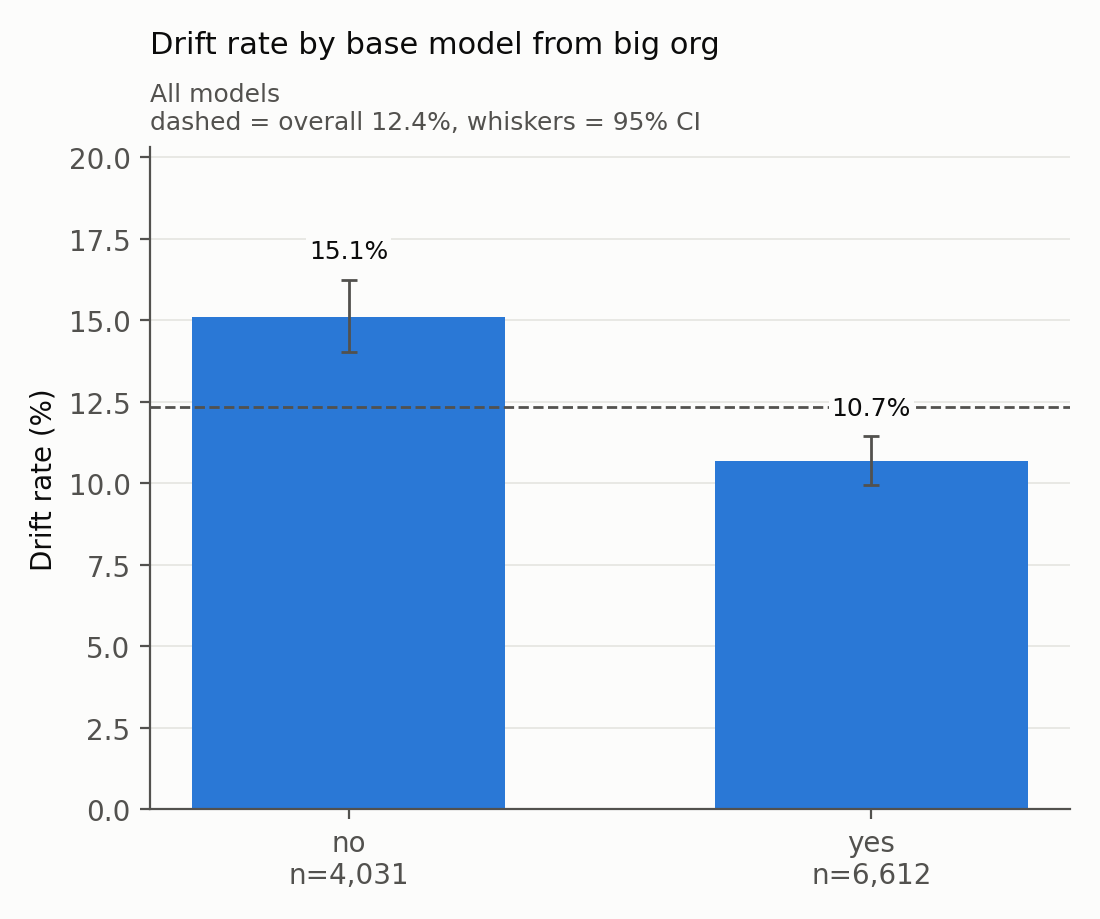 Drift rate by base model from big org
All models
dashed = overall 12.4%, whiskers = 95% CI
Drift rate (%)
20.0
17.5
15.0
12.5
10.0
7.5
5.0
2.5
0.0
15.1%
10.7%
no
n=4,031
yes
n=6,612